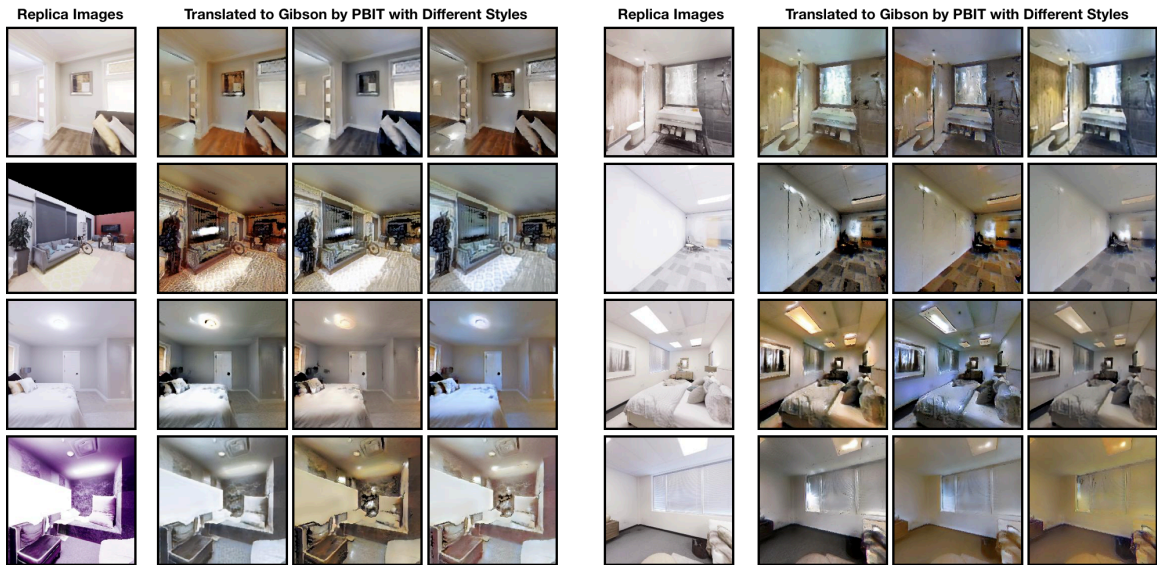 Replica Images
Translated to Gibson by PBIT with Different Styles
Replica Images
Translated to Gibson by PBIT with Different Styles